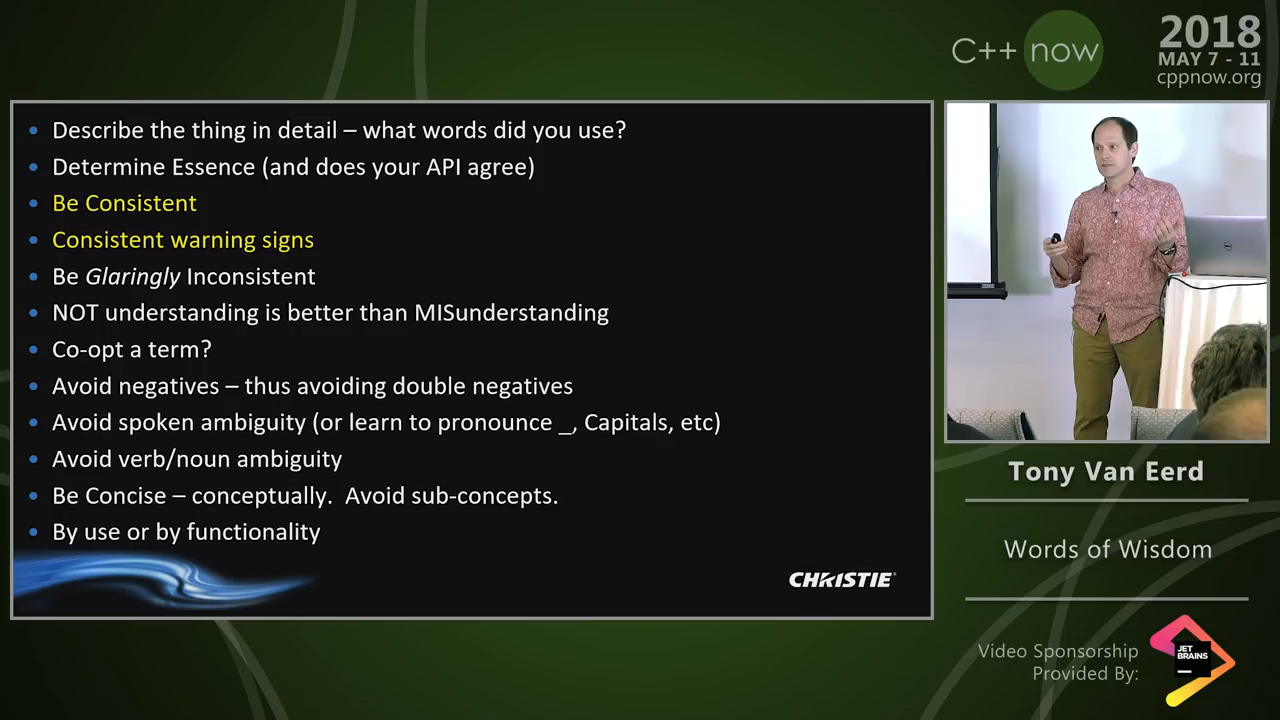 C++ now
2018
MAY 7 - 11
cppnow.org
Describe the thing in detail – what words did you use?
Determine Essence (and does your API agree)
Be Consistent
Consistent warning signs
Be Glaringly Inconsistent
NOT understanding is better than MISunderstanding
Co-opt a term?
Avoid negatives – thus avoiding double negatives
Avoid spoken ambiguity (or learn to pronounce _, Capitals, etc)
Avoid verb/noun ambiguity
Be Concise – conceptually.  Avoid sub-concepts.
By use or by functionality
CHRISTIE®
Tony Van Eerd
Words of Wisdom
Video Sponsorship
Provided By:
JET
BRAINS